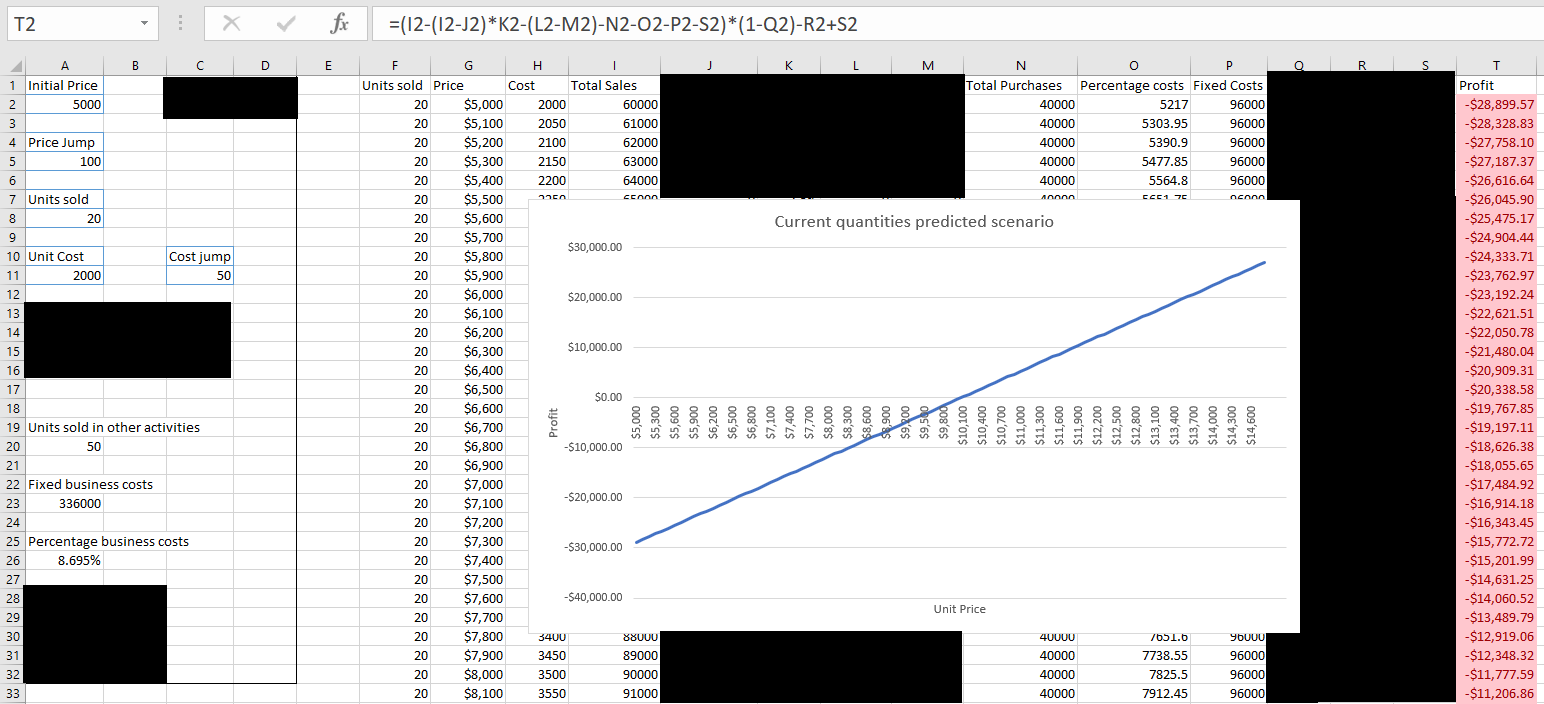 T2 fx =(I2-(I2-J2)*K2-(L2-M2)-N2-O2-P2-S2)*(1-Q2)-R2+S2
A B C D E F G H I J K L M N O P Q R S T
1 Initial Price Units sold Price Cost Total Sales Total Purchases Percentage costs Fixed Costs Profit
2 5000 20 $5,000 2000 60000 40000 5217 96000 -$28,899.57
3 20 $5,100 2050 61000 40000 5303.95 96000 -$28,328.83
4 Price Jump 20 $5,200 2100 62000 40000 5390.9 96000 -$27,758.10
5 100 20 $5,300 2150 63000 40000 5477.85 96000 -$27,187.37
6 20 $5,400 2200 64000 40000 5564.8 96000 -$26,616.64
7 Units sold 20 $5,500 2250 65000 40000 5651.75 96000 -$26,045.90
8 20 20 $5,600 -$25,475.17
9 20 $5,700 -$24,904.44
10 Unit Cost Cost jump 20 $5,800 -$24,333.71
11 2000 50 20 $5,900 -$23,762.97
12 20 $6,000 -$23,192.24
13 20 $6,100 -$22,621.51
14 20 $6,200 -$22,050.78
15 20 $6,300 -$21,480.04
16 20 $6,400 -$20,909.31
17 20 $6,500 -$20,338.58
18 20 $6,600 -$19,767.85
19 Units sold in other activities 20 $6,700 -$19,197.11
20 50 20 $6,800 -$18,626.38
21 20 $6,900 -$18,055.65
22 Fixed business costs 20 $7,000 -$17,484.92
23 336000 20 $7,100 -$16,914.18
24 20 $7,200 -$16,343.45
25 Percentage business costs 20 $7,300 -$15,772.72
26 8.695% 20 $7,400 -$15,201.99
27 20 $7,500 -$14,631.25
28 20 $7,600 -$14,060.52
29 20 $7,700 -$13,489.79
30 20 $7,800 3400 88000 40000 7651.6 96000 -$12,919.06
31 20 $7,900 3450 89000 40000 7738.55 96000 -$12,348.32
32 20 $8,000 3500 90000 40000 7825.5 96000 -$11,777.59
33 20 $8,100 3550 91000 40000 7912.45 96000 -$11,206.86
Current quantities predicted scenario
$30,000.00
$20,000.00
$10,000.00
$0.00
-$10,000.00
-$20,000.00
-$30,000.00
-$40,000.00
Profit
$5,000 $5,300 $5,600 $5,900 $6,200 $6,500 $6,800 $7,100 $7,400 $7,700 $8,000 $8,300 $8,600 $8,900 $9,200 $9,500 $9,800 $10,100 $10,400 $10,700 $11,000 $11,300 $11,600 $11,900 $12,200 $12,500 $12,800 $13,100 $13,400 $13,700 $14,000 $14,300 $14,600
Unit Price